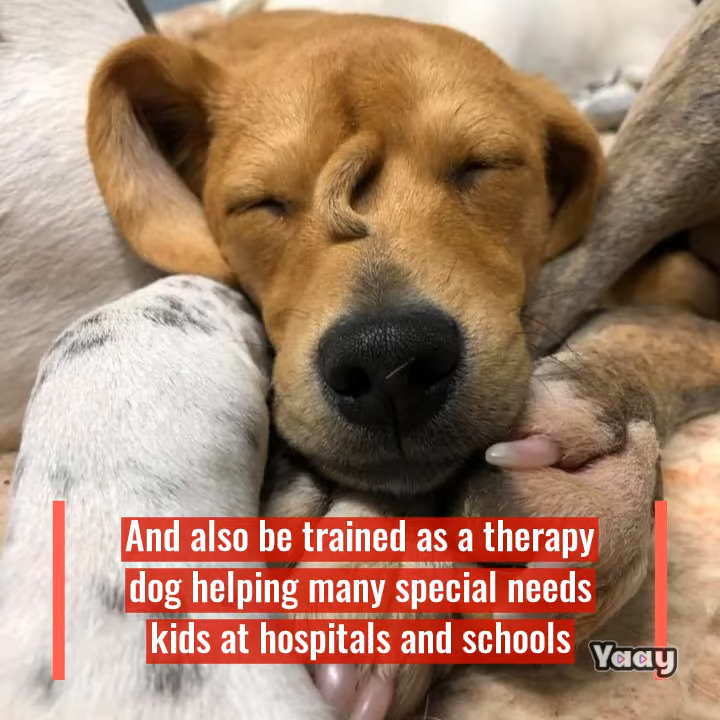 And also be trained as a therapy
dog helping many special needs
kids at hospitals and schools
Yaay